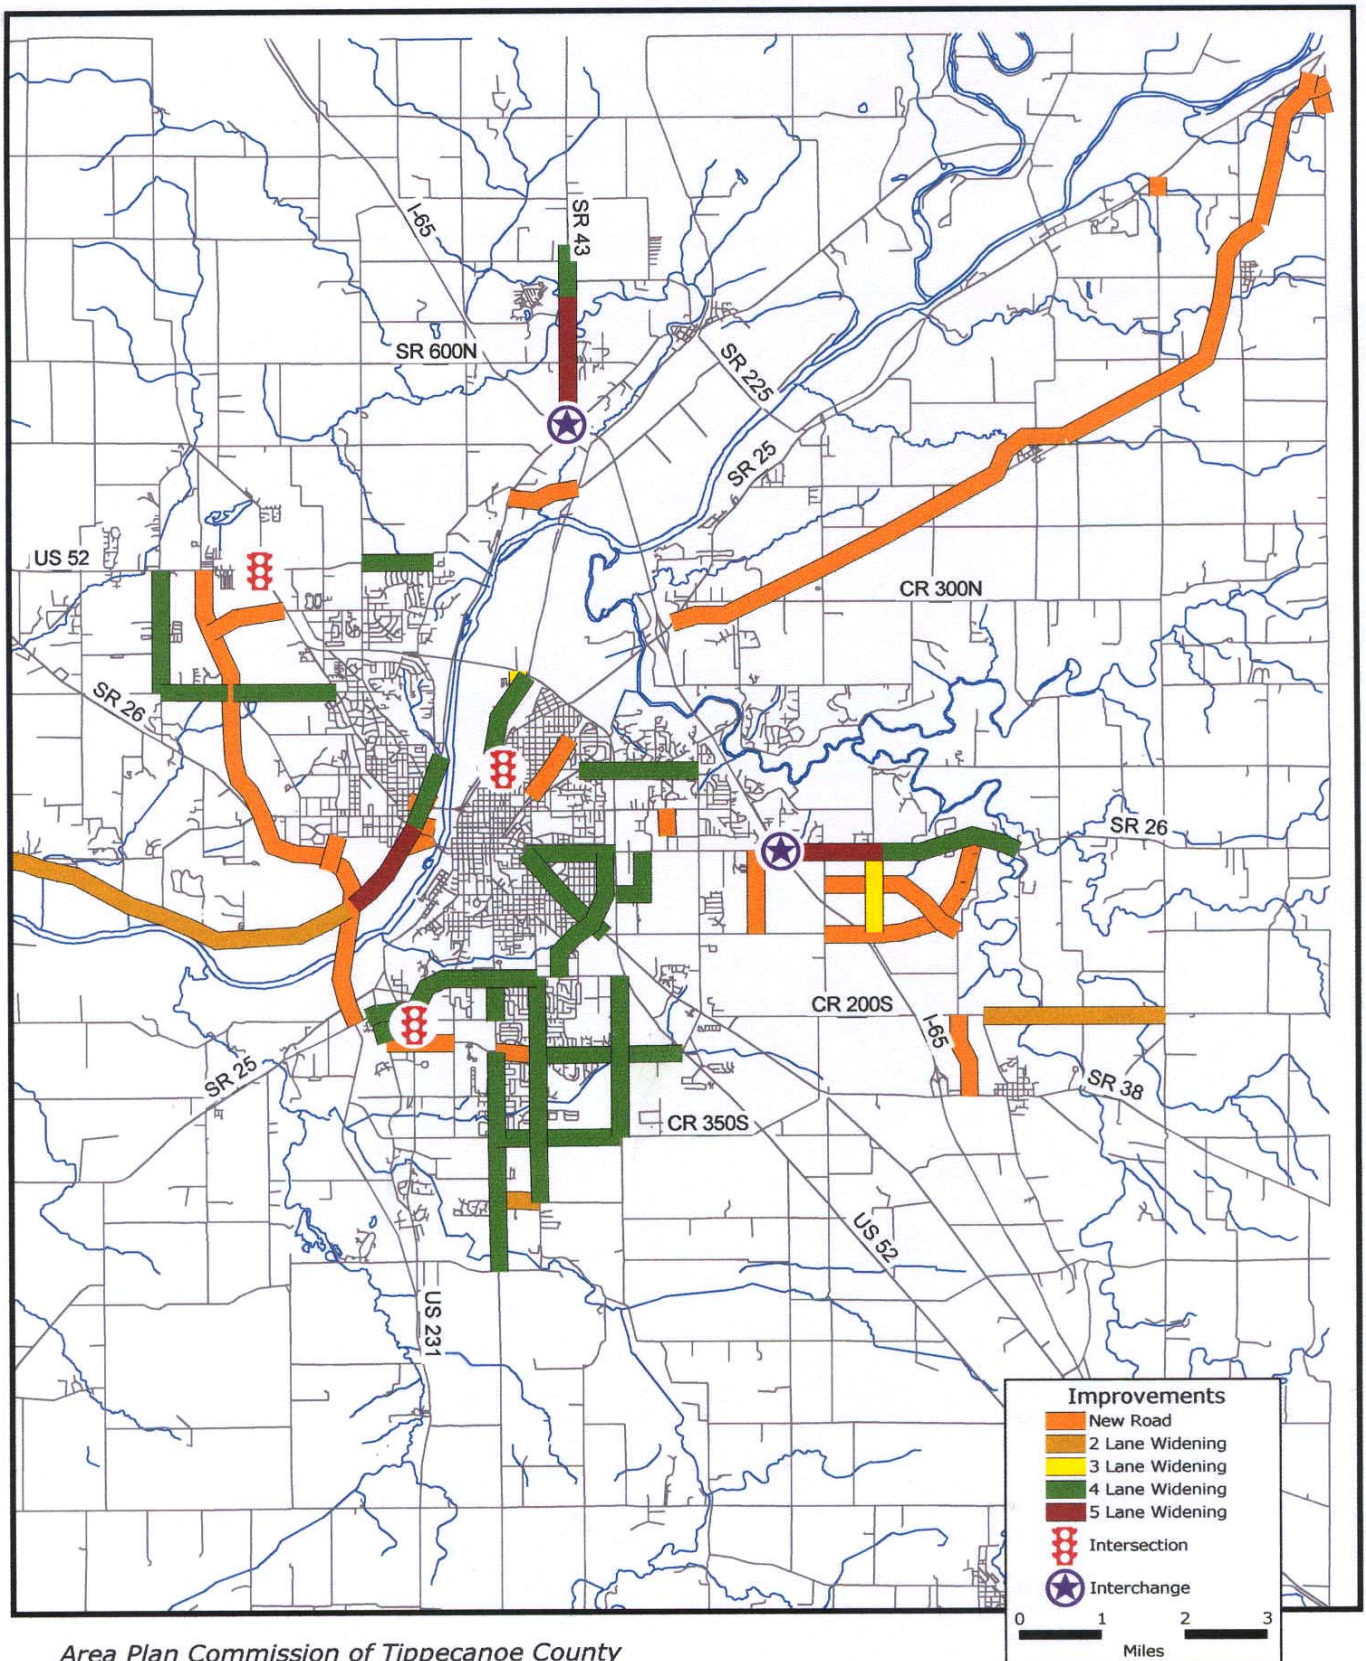 I-65
SR 43
SR 600N
SR 225
SR 25
US 52
CR 300N
SR 26
SR 26
CR 200S
I-65
SR 25
SR 38
CR 350S
US 52
US 231
Improvements
New Road
2 Lane Widening
3 Lane Widening
4 Lane Widening
5 Lane Widening
Intersection
Interchange
0 1 2 3
Miles
Area Plan Commission of Tippecanoe County